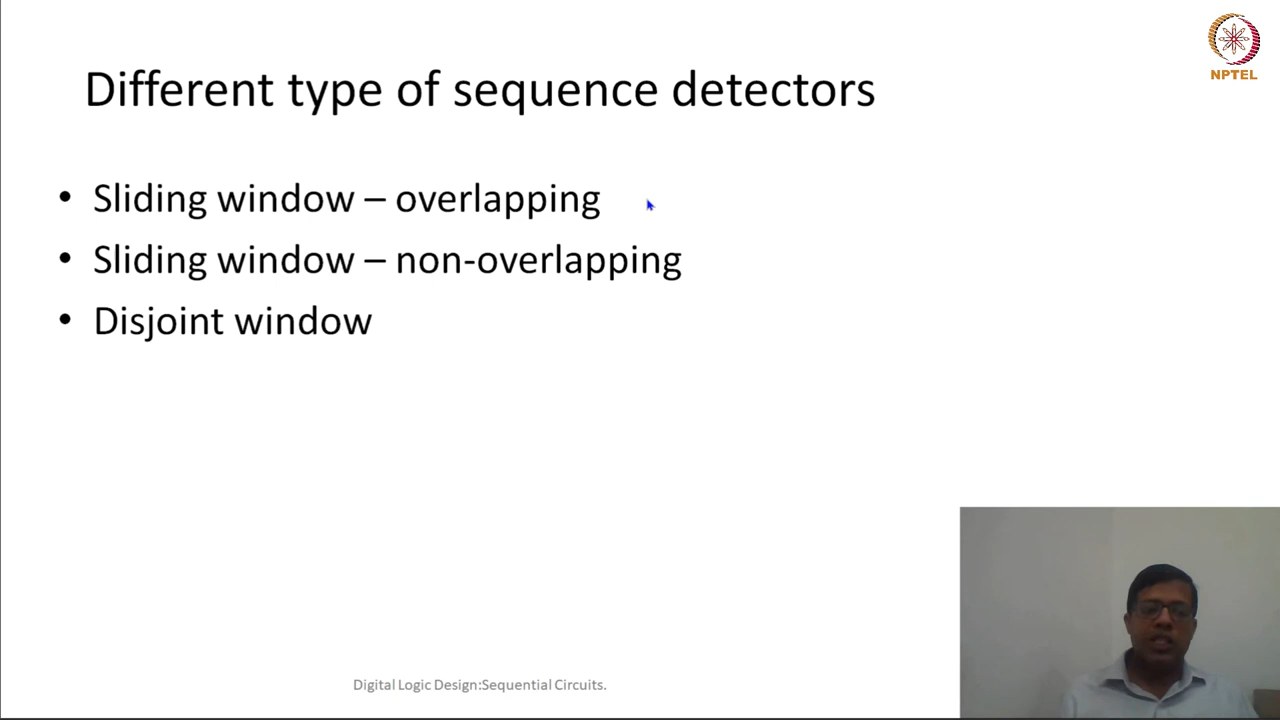 NPTEL
Different type of sequence detectors
• Sliding window – overlapping
• Sliding window – non-overlapping
• Disjoint window
Digital Logic Design:Sequential Circuits.